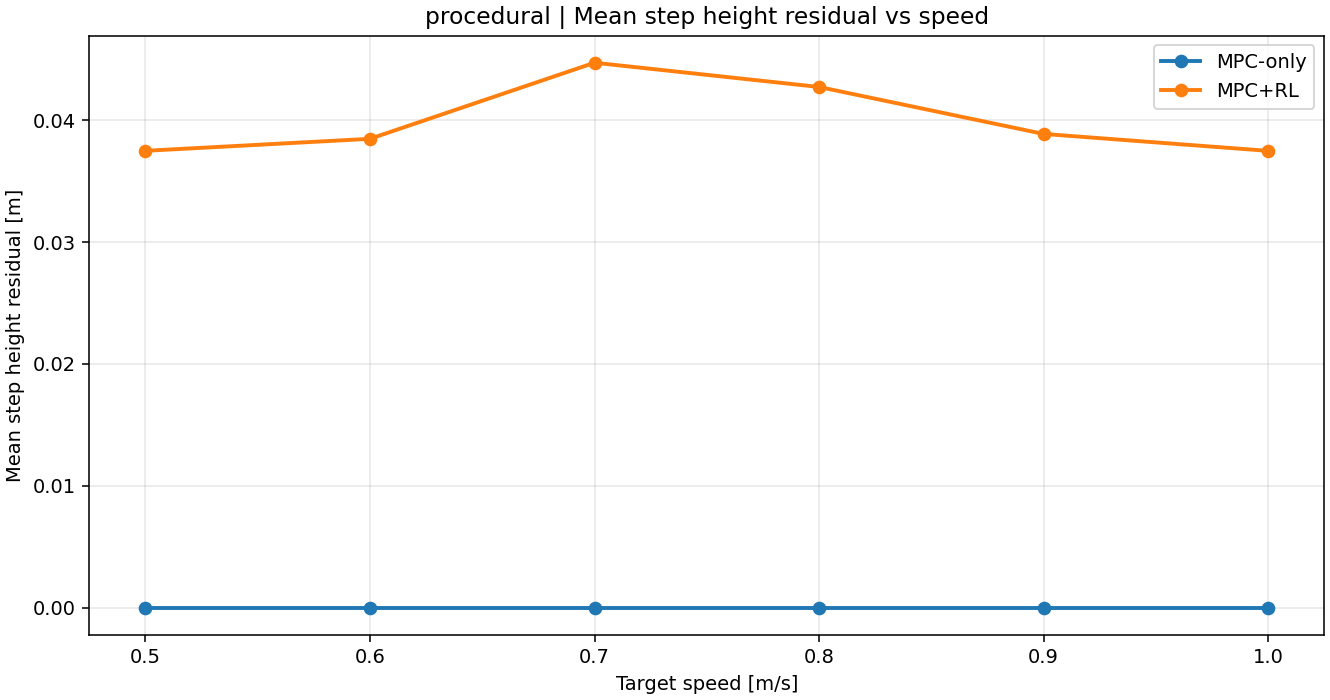 procedural | Mean step height residual vs speed
MPC-only
MPC+RL
Mean step height residual [m]
0.04
0.03
0.02
0.01
0.00
0.5 0.6 0.7 0.8 0.9 1.0
Target speed [m/s]